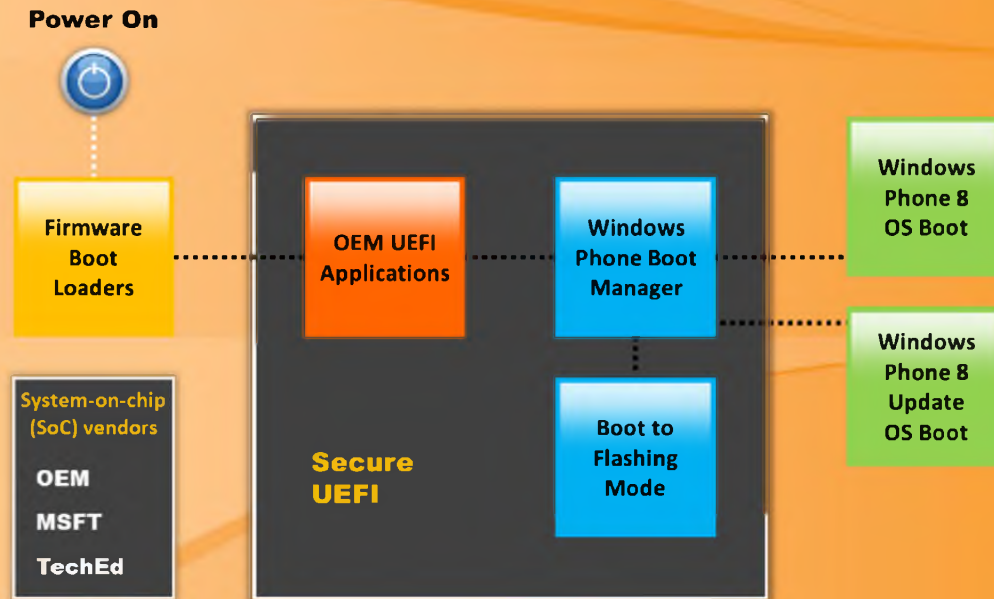 Power On
Firmware
Boot
Loaders
OEM UEFI
Applications
Windows
Phone Boot
Manager
Windows
Phone 8
OS Boot
Windows
Phone 8
Update
OS Boot
Boot to
Flashing
Mode
Secure
UEFI
System-on-chip
(SoC) vendors
OEM
MSFT
TechEd